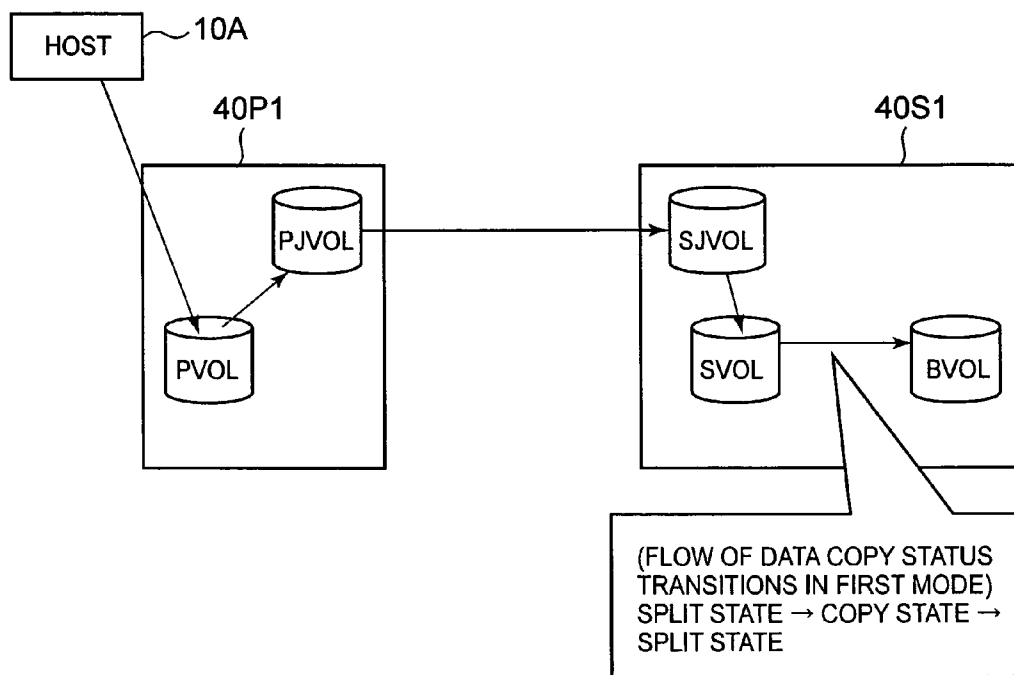 HOST
10A
40P1
40S1
PJVOL
SJVOL
PVOL
SVOL
BVOL
(FLOW OF DATA COPY STATUS
TRANSITIONS IN FIRST MODE)
SPLIT STATE → COPY STATE →
SPLIT STATE